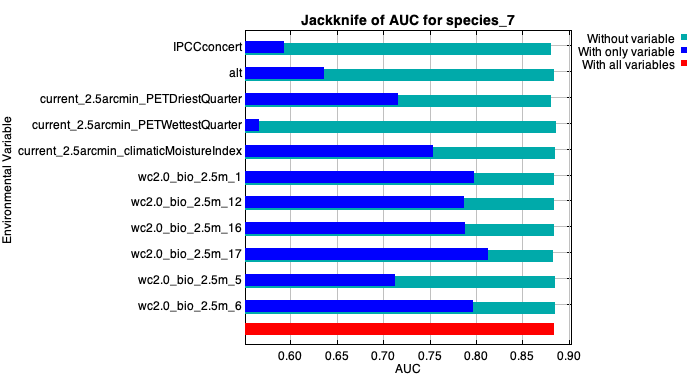 Jackknife of AUC for species_7
Without variable
With only variable
With all variables
Environmental Variable
IPCCconcert
alt
current_2.5arcmin_PETDriestQuarter
current_2.5arcmin_PETWettestQuarter
current_2.5arcmin_climaticMoistureIndex
wc2.0_bio_2.5m_1
wc2.0_bio_2.5m_12
wc2.0_bio_2.5m_16
wc2.0_bio_2.5m_17
wc2.0_bio_2.5m_5
wc2.0_bio_2.5m_6
0.60 0.65 0.70 0.75 0.80 0.85 0.90
AUC